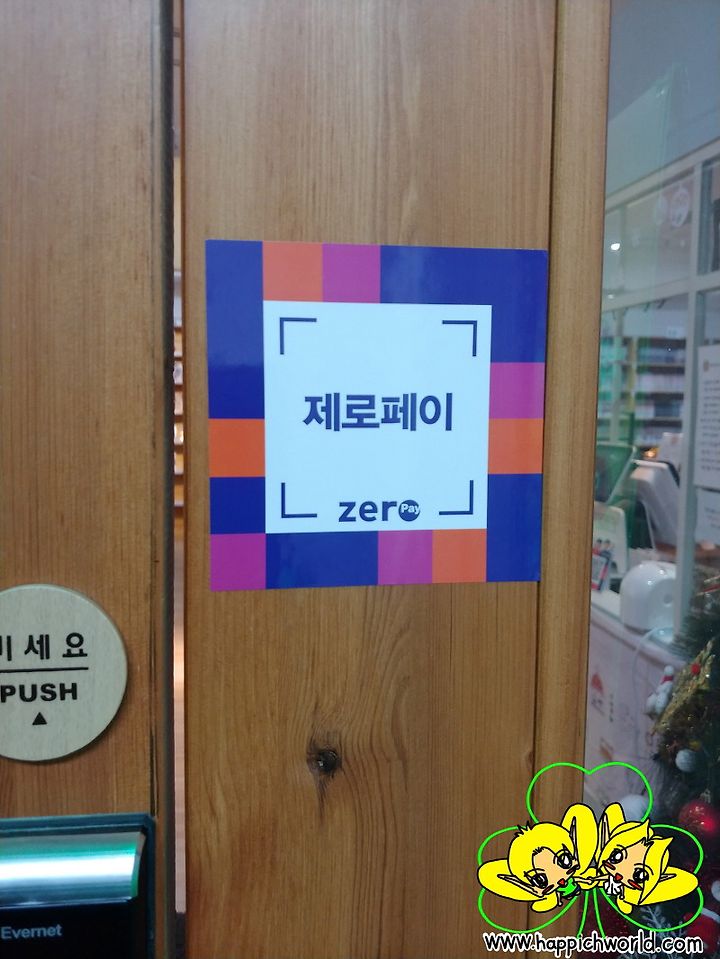 제로페이
zero Pay
미세요
PUSH
Evernet
www.happichworld.com